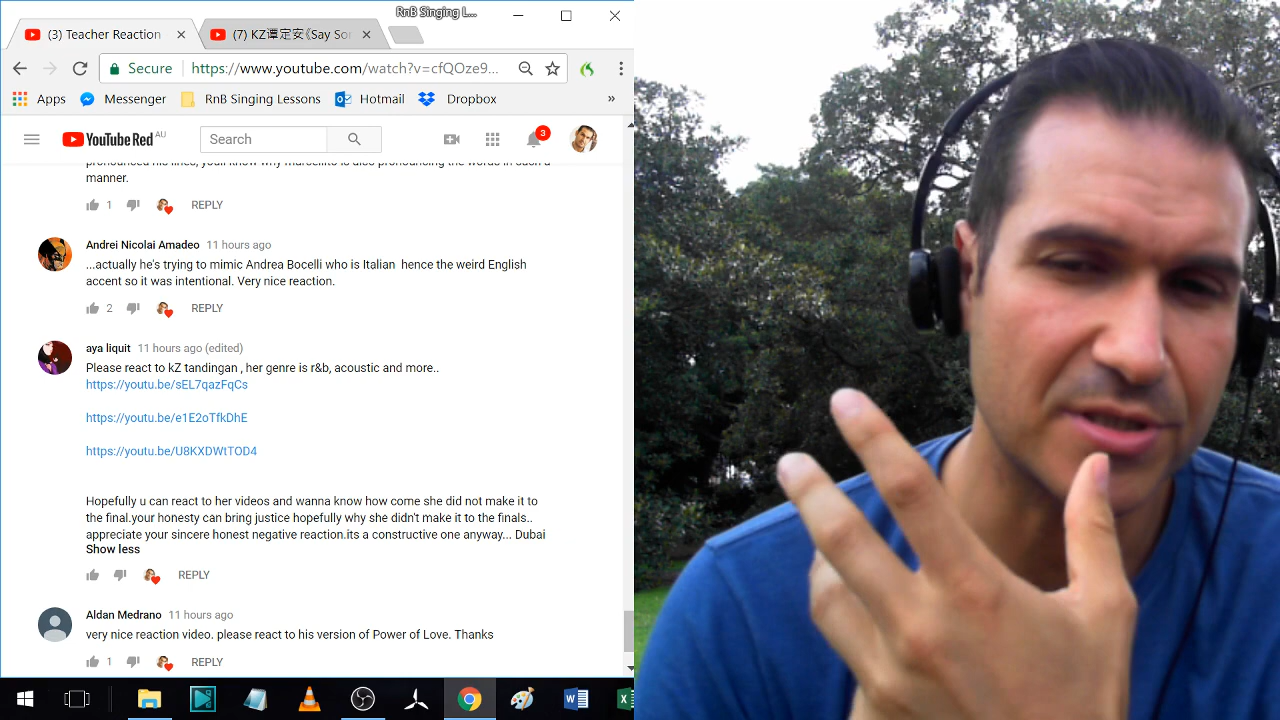 RnB Singing L...
(3) Teacher Reaction
(7) KZ谭定安《Say So
Secure
https://www.youtube.com/watch?v=cfQOze9...
Apps
Messenger
RnB Singing Lessons
Hotmail
Dropbox
»
YouTube Red AU
Search
3
manner.
1
REPLY
Andrei Nicolai Amadeo 11 hours ago
...actually he's trying to mimic Andrea Bocelli who is Italian hence the weird English
accent so it was intentional. Very nice reaction.
2
REPLY
aya liquit 11 hours ago (edited)
Please react to kZ tandingan , her genre is r&b, acoustic and more..
https://youtu.be/sEL7qazFqCs
https://youtu.be/e1E2oTfkDhE
https://youtu.be/U8KXDWtTOD4
Hopefully u can react to her videos and wanna know how come she did not make it to
the final.your honesty can bring justice hopefully why she didn't make it to the finals..
appreciate your sincere honest negative reaction.its a constructive one anyway... Dubai
Show less
REPLY
Aldan Medrano 11 hours ago
very nice reaction video. please react to his version of Power of Love. Thanks
1
REPLY